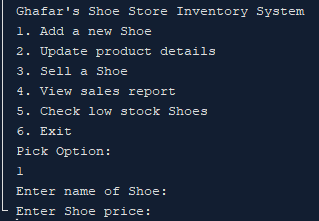 Ghafar's Shoe Store Inventory System
1. Add a new Shoe
2. Update product details
3. Sell a Shoe
4. View sales report
5. Check low stock Shoes
6. Exit
Pick Option:
1
Enter name of Shoe:
Enter Shoe price: